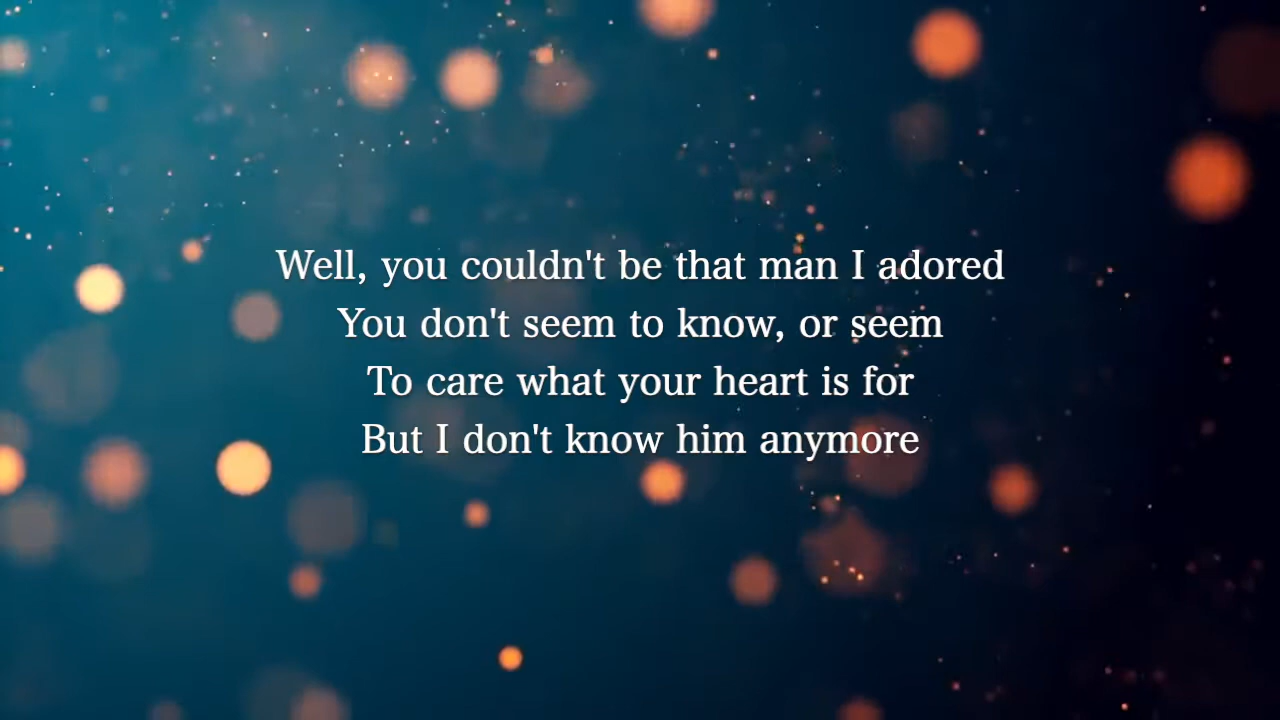 Well, you couldn't be that man I adored
You don't seem to know, or seem
To care what your heart is for
But I don't know him anymore